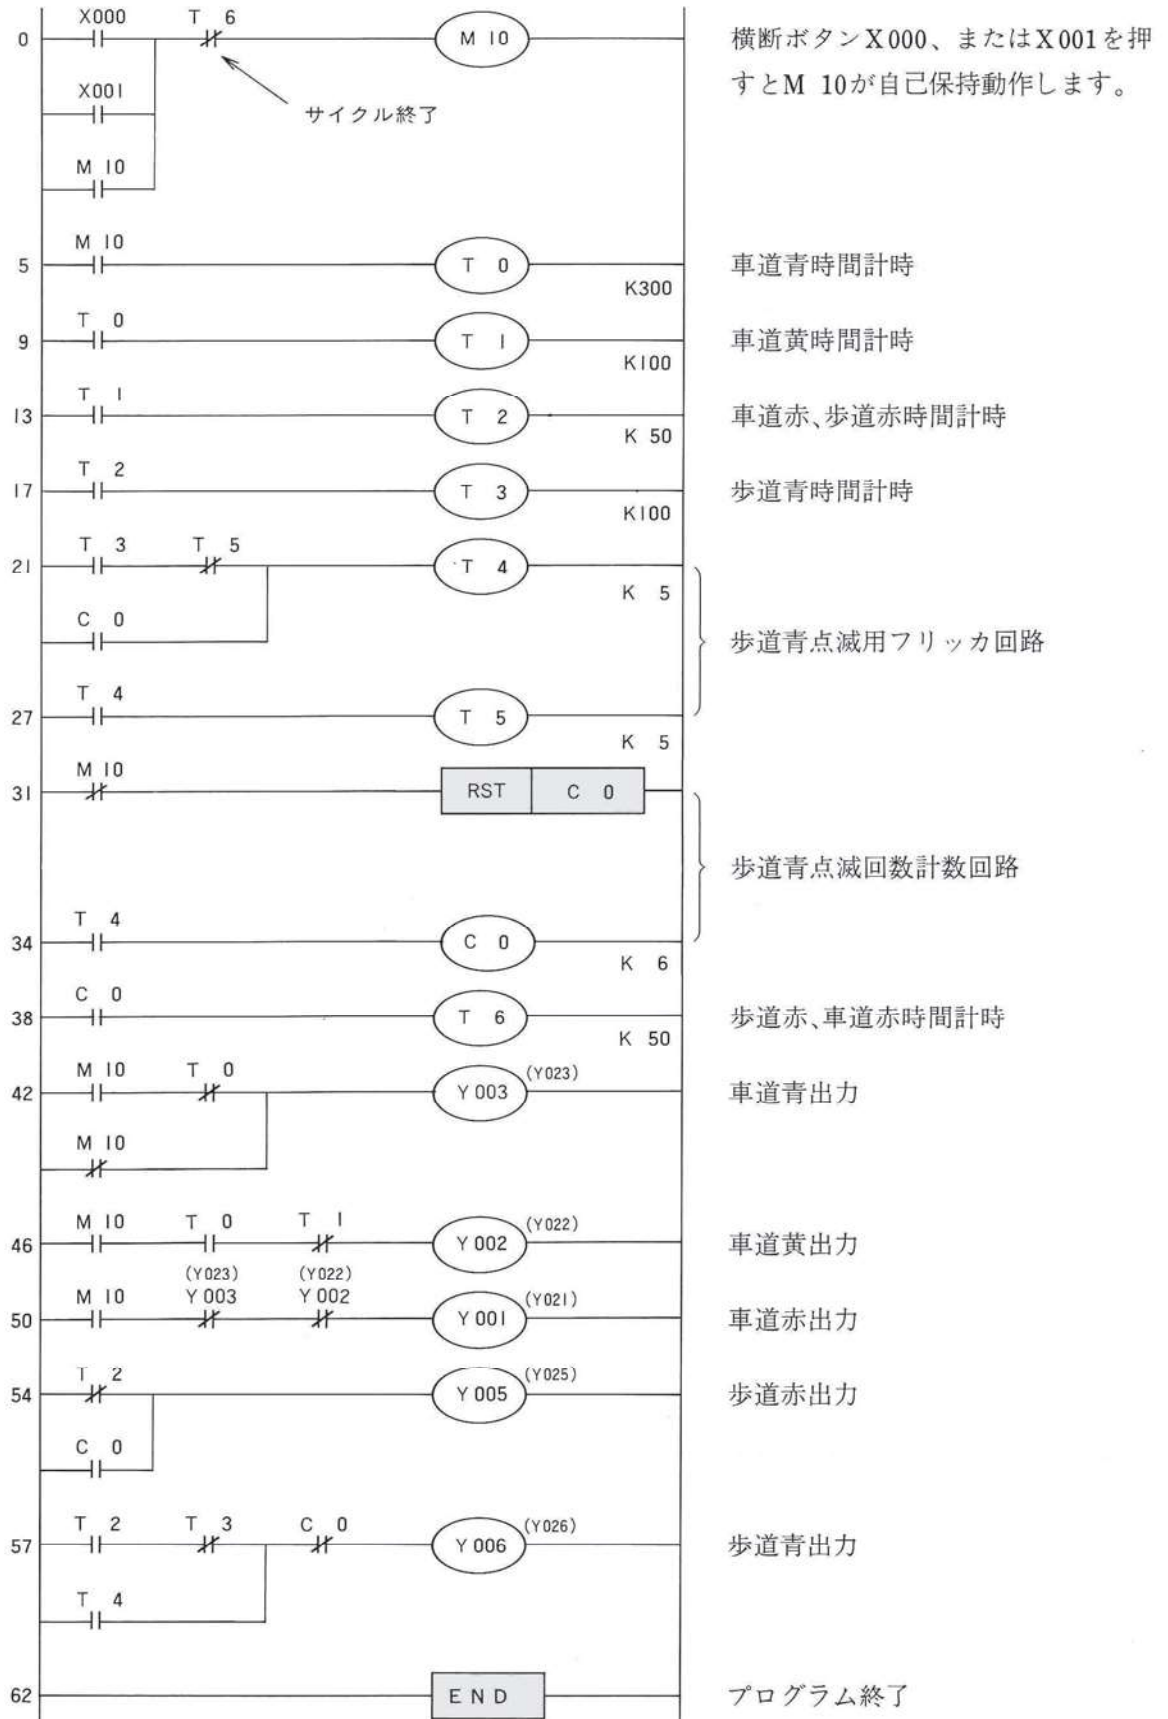 X000 T 6
0 M 10 横断ボタンX000、またはX001を押
すとM 10が自己保持動作します。
X001
サイクル終了
M 10
M 10
5 T 0 車道青時間計時
K300
T 0
9 T 1 車道黄時間計時
K100
T 1
13 T 2 車道赤、歩道赤時間計時
K 50
T 2
17 T 3 歩道青時間計時
K100
T 3 T 5
21 T 4
K 5
C 0
歩道青点滅用フリッカ回路
T 4
27 T 5
K 5
M 10
31 RST C 0
歩道青点滅回数計数回路
T 4
34 C 0
K 6
C 0
38 T 6 歩道赤、車道赤時間計時
K 50
M 10 T 0 (Y023)
42 Y003 車道青出力
M 10
M 10 T 0 T 1 (Y022)
46 Y002 車道黄出力
(Y023) (Y022)
M 10 Y003 Y002 (Y021)
50 Y001 車道赤出力
T 2 (Y025)
54 Y005 歩道赤出力
C 0
T 2 T 3 C 0 (Y026)
57 Y006 歩道青出力
T 4
62 END プログラム終了